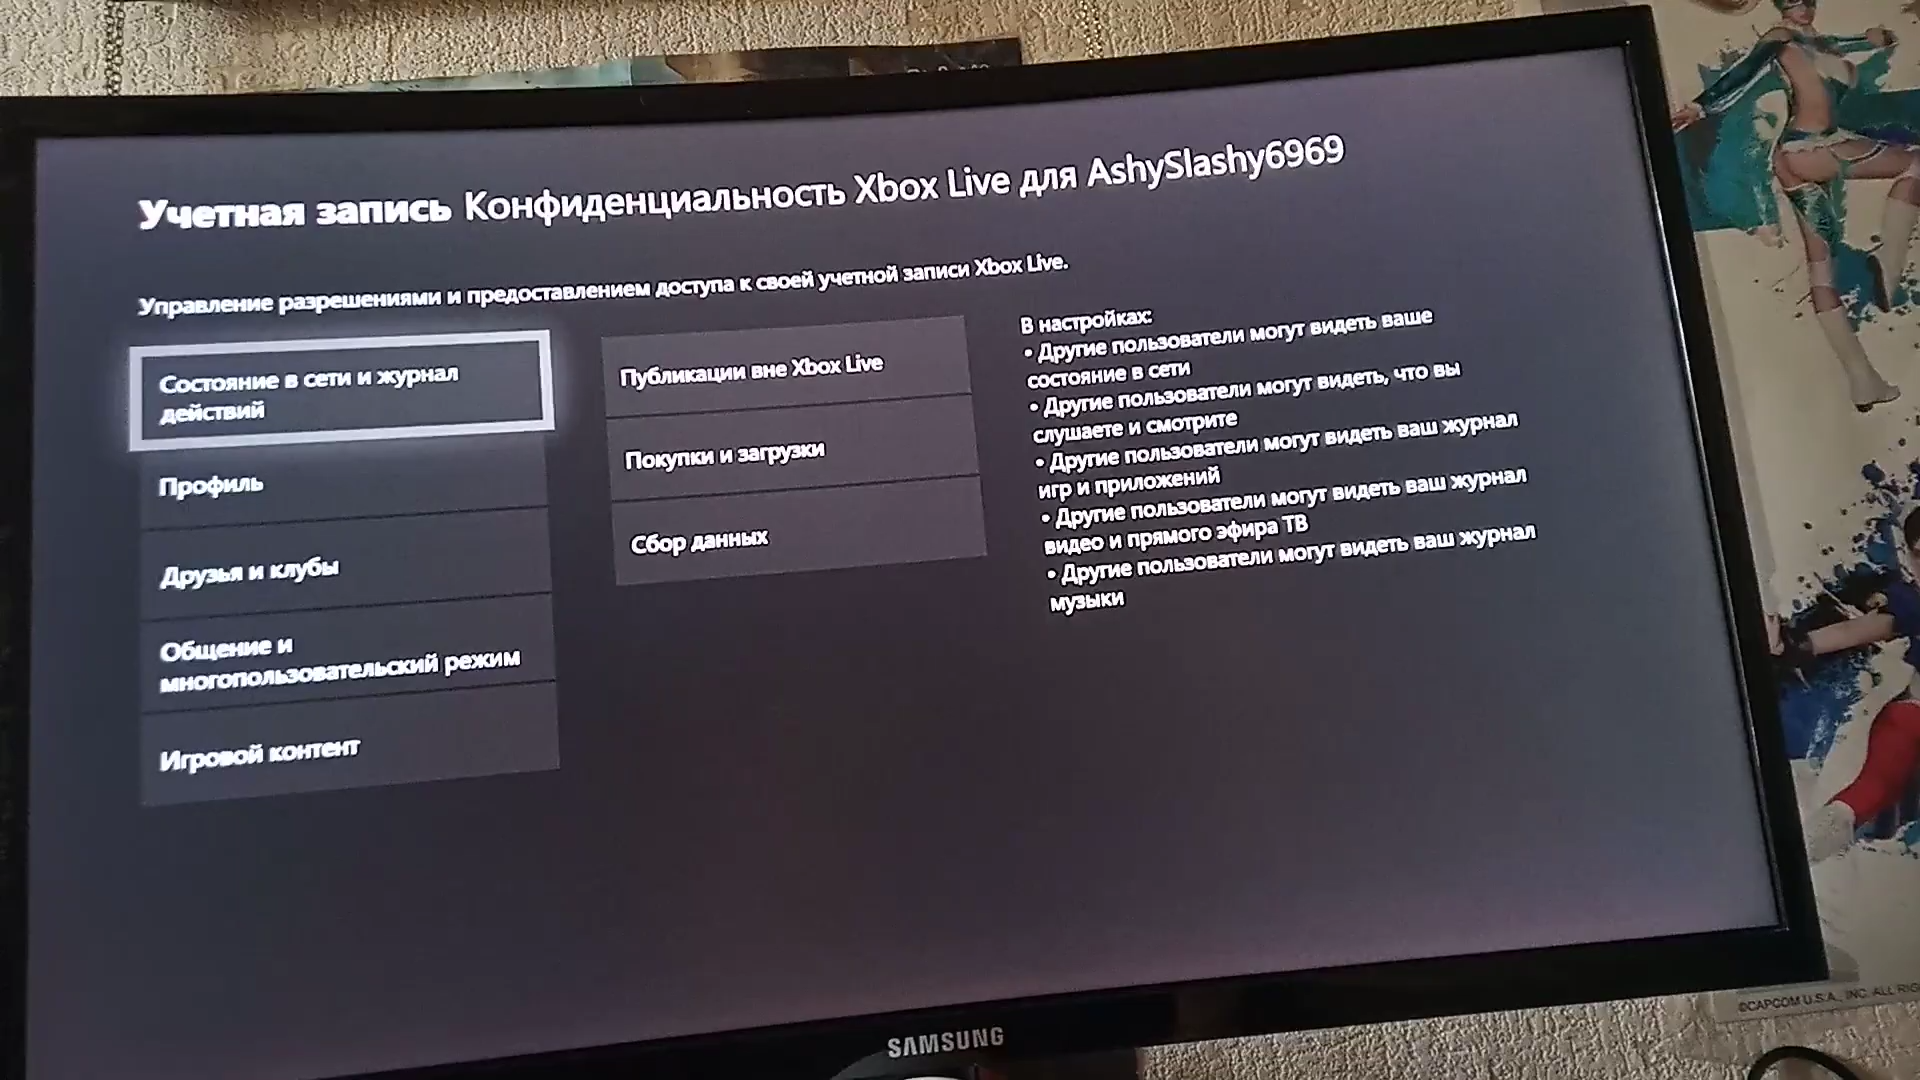 Учетная запись Конфиденциальность Xbox Live для AshySlashy6969
Управление разрешениями и предоставлением доступа к своей учетной записи Xbox Live.
Состояние в сети и журнал
действий
Профиль
Друзья и клубы
Общение и
многопользовательский режим
Игровой контент
Публикации вне Xbox Live
Покупки и загрузки
Сбор данных
В настройках:
• Другие пользователи могут видеть ваше
состояние в сети
• Другие пользователи могут видеть, что вы
слушаете и смотрите
• Другие пользователи могут видеть ваш журнал
игр и приложений
• Другие пользователи могут видеть ваш журнал
видео и прямого эфира ТВ
• Другие пользователи могут видеть ваш журнал
музыки
SAMSUNG
©CAPCOM U.S.A., INC. ALL